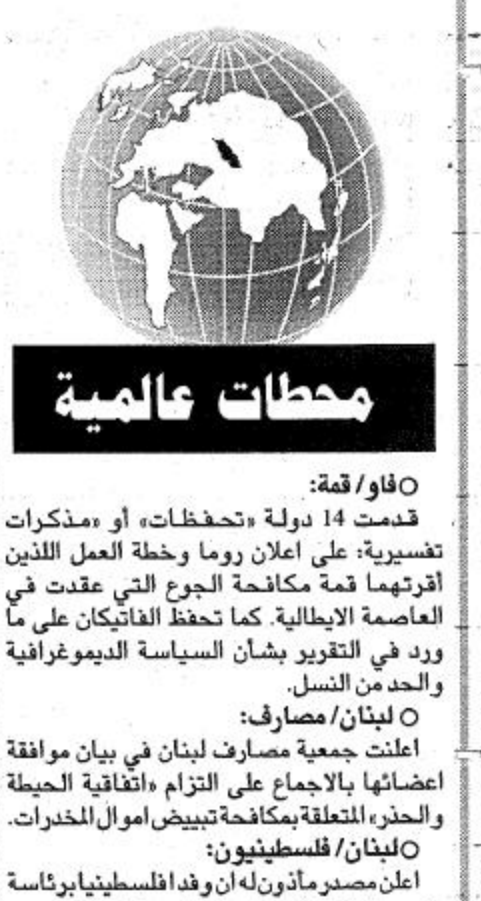 محطات عالمية
○ فاو/ قمة:
قدمت 14 دولة «تحفظات» أو «مذكرات
تفسيرية: على اعلان روما وخطة العمل اللذين
أقرتهما قمة مكافحة الجوع التي عقدت في
العاصمة الايطالية. كما تحفظ الفاتيكان على ما
ورد في التقرير بشأن السياسة الديموغرافية
والحد من النسل.
○ لبنان/ مصارف:
اعلنت جمعية مصارف لبنان في بيان موافقة
اعضائها بالاجماع على التزام «اتفاقية الحيطة
والحذر» المتعلقة بمكافحة تبييض اموال المخدرات.
○ لبنان/ فلسطينيون:
اعلن مصدر مأذون له ان وفدا فلسطينيا برئاسة